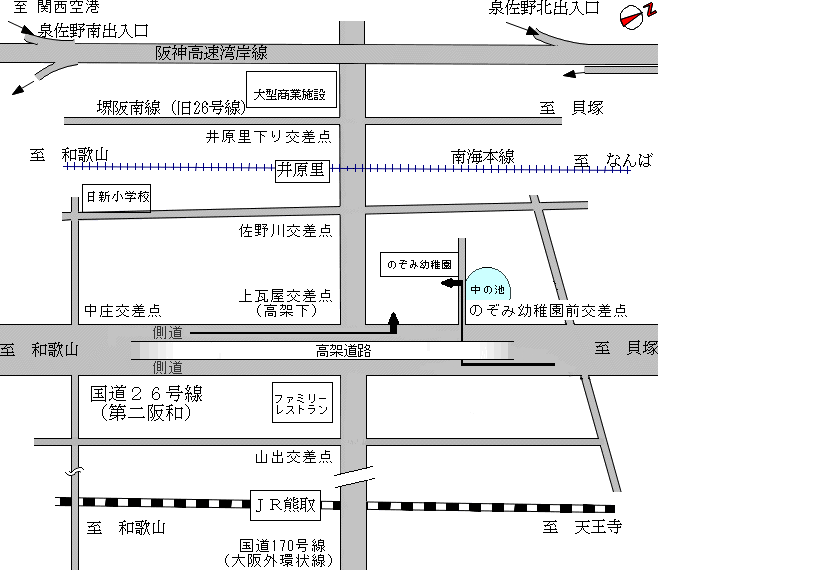 至 関西空港
泉佐野北出入口
Z
泉佐野南出入口
阪神高速湾岸線
大型商業施設
堺阪南線（旧26号線）
至 貝塚
井原里下り交差点
至 和歌山
南海本線
至 なんば
井原里
日新小学校
佐野川交差点
のぞみ幼稚園
中の池
上瓦屋交差点
（高架下）
中庄交差点
のぞみ幼稚園前交差点
側道
至 和歌山
高架道路
至 貝塚
側道
国道２６号線
（第二阪和）
ファミリー
レストラン
山出交差点
ＪＲ熊取
至 和歌山
至 天王寺
国道170号線
（大阪外環状線）